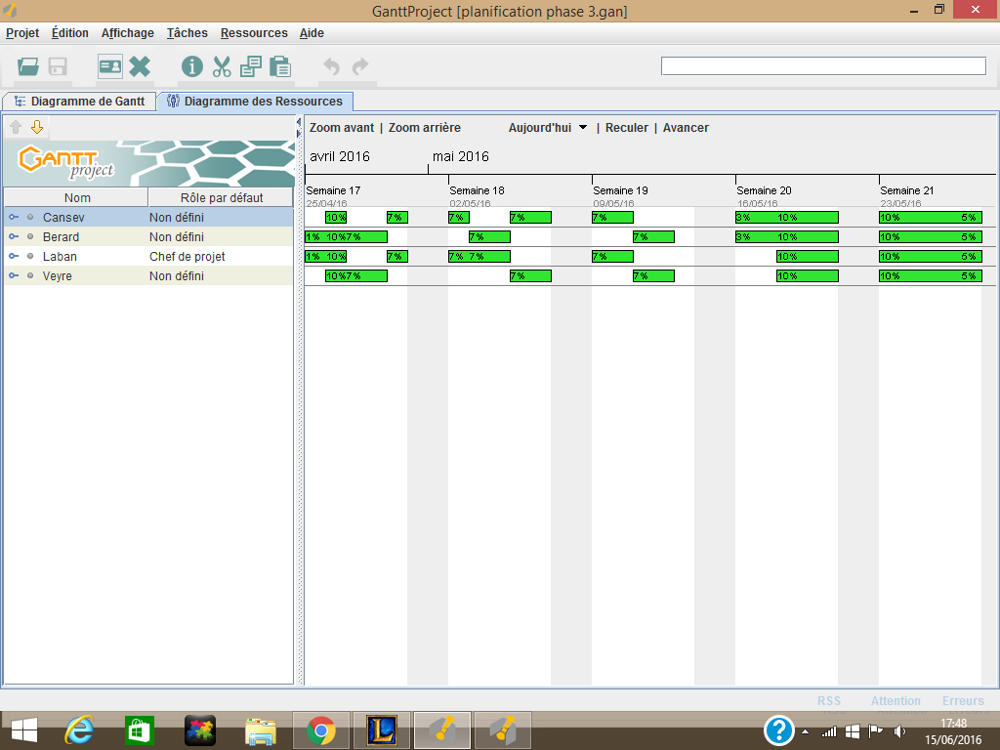 GanttProject [planification phase 3.gan]
Projet Édition Affichage Tâches Ressources Aide
Diagramme de Gantt Diagramme des Ressources
Zoom avant | Zoom arrière Aujourd'hui | Reculer | Avancer
GANTT project
avril 2016 mai 2016
Semaine 17 Semaine 18 Semaine 19 Semaine 20 Semaine 21
25/04/16 02/05/16 09/05/16 16/05/16 23/05/16
Nom Rôle par défaut
Cansev Non défini 10% 7% 7% 7% 7% 3% 10% 10% 5%
Berard Non défini 1% 10% 7% 7% 7% 3% 10% 10% 5%
Laban Chef de projet 1% 10% 7% 7% 7% 7% 10% 10% 5%
Veyre Non défini 10% 7% 7% 7% 10% 10% 5%
RSS Attention Erreurs
17:48
15/06/2016